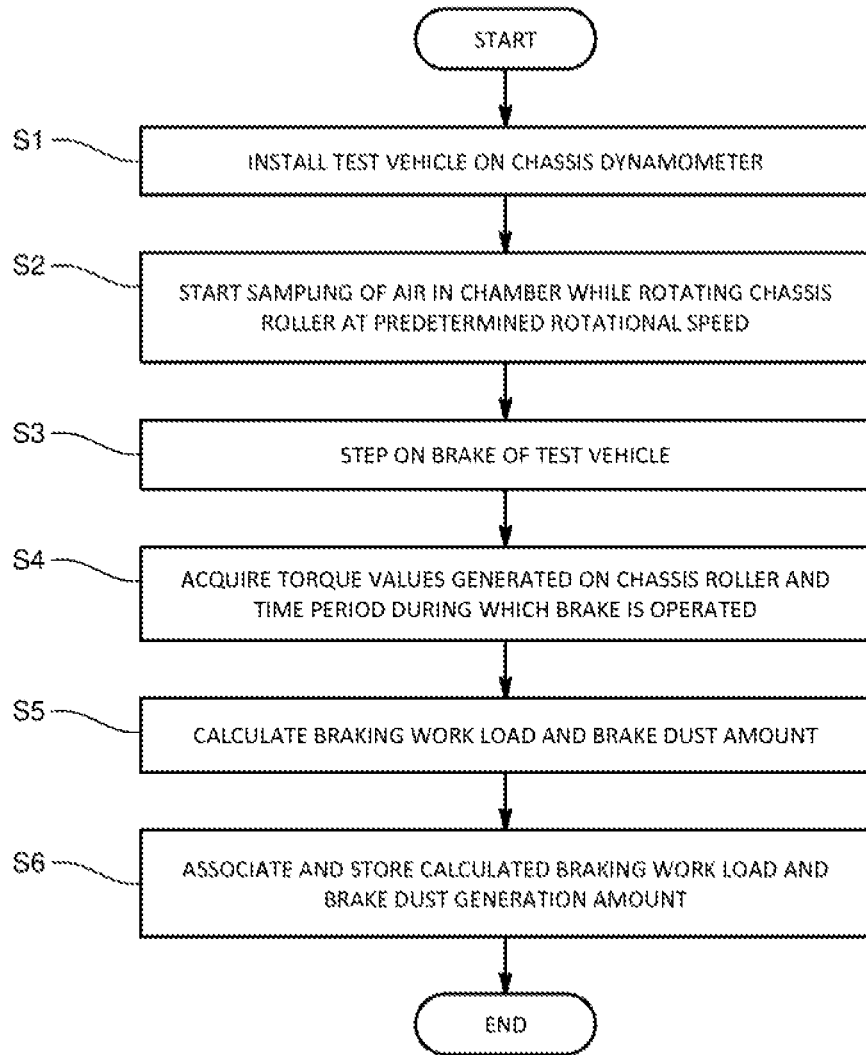 START
S1
INSTALL TEST VEHICLE ON CHASSIS DYNAMOMETER
S2
START SAMPLING OF AIR IN CHAMBER WHILE ROTATING CHASSIS
ROLLER AT PREDETERMINED ROTATIONAL SPEED
S3
STEP ON BRAKE OF TEST VEHICLE
S4
ACQUIRE TORQUE VALUES GENERATED ON CHASSIS ROLLER AND
TIME PERIOD DURING WHICH BRAKE IS OPERATED
S5
CALCULATE BRAKING WORK LOAD AND BRAKE DUST AMOUNT
S6
ASSOCIATE AND STORE CALCULATED BRAKING WORK LOAD AND
BRAKE DUST GENERATION AMOUNT
END